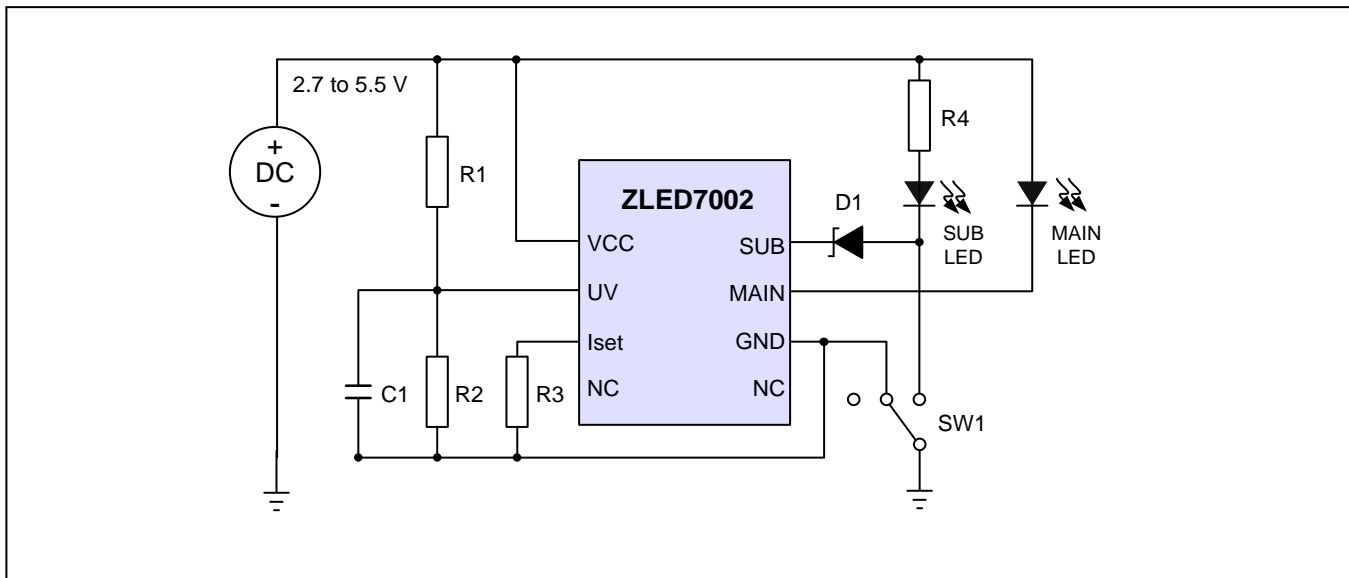 2.7 to 5.5 V
R4
+
DC
-
R1
ZLED7002
D1
VCC
SUB
SUB
LED
MAIN
LED
UV
MAIN
Iset
GND
C1
R2
R3
NC
NC
SW1